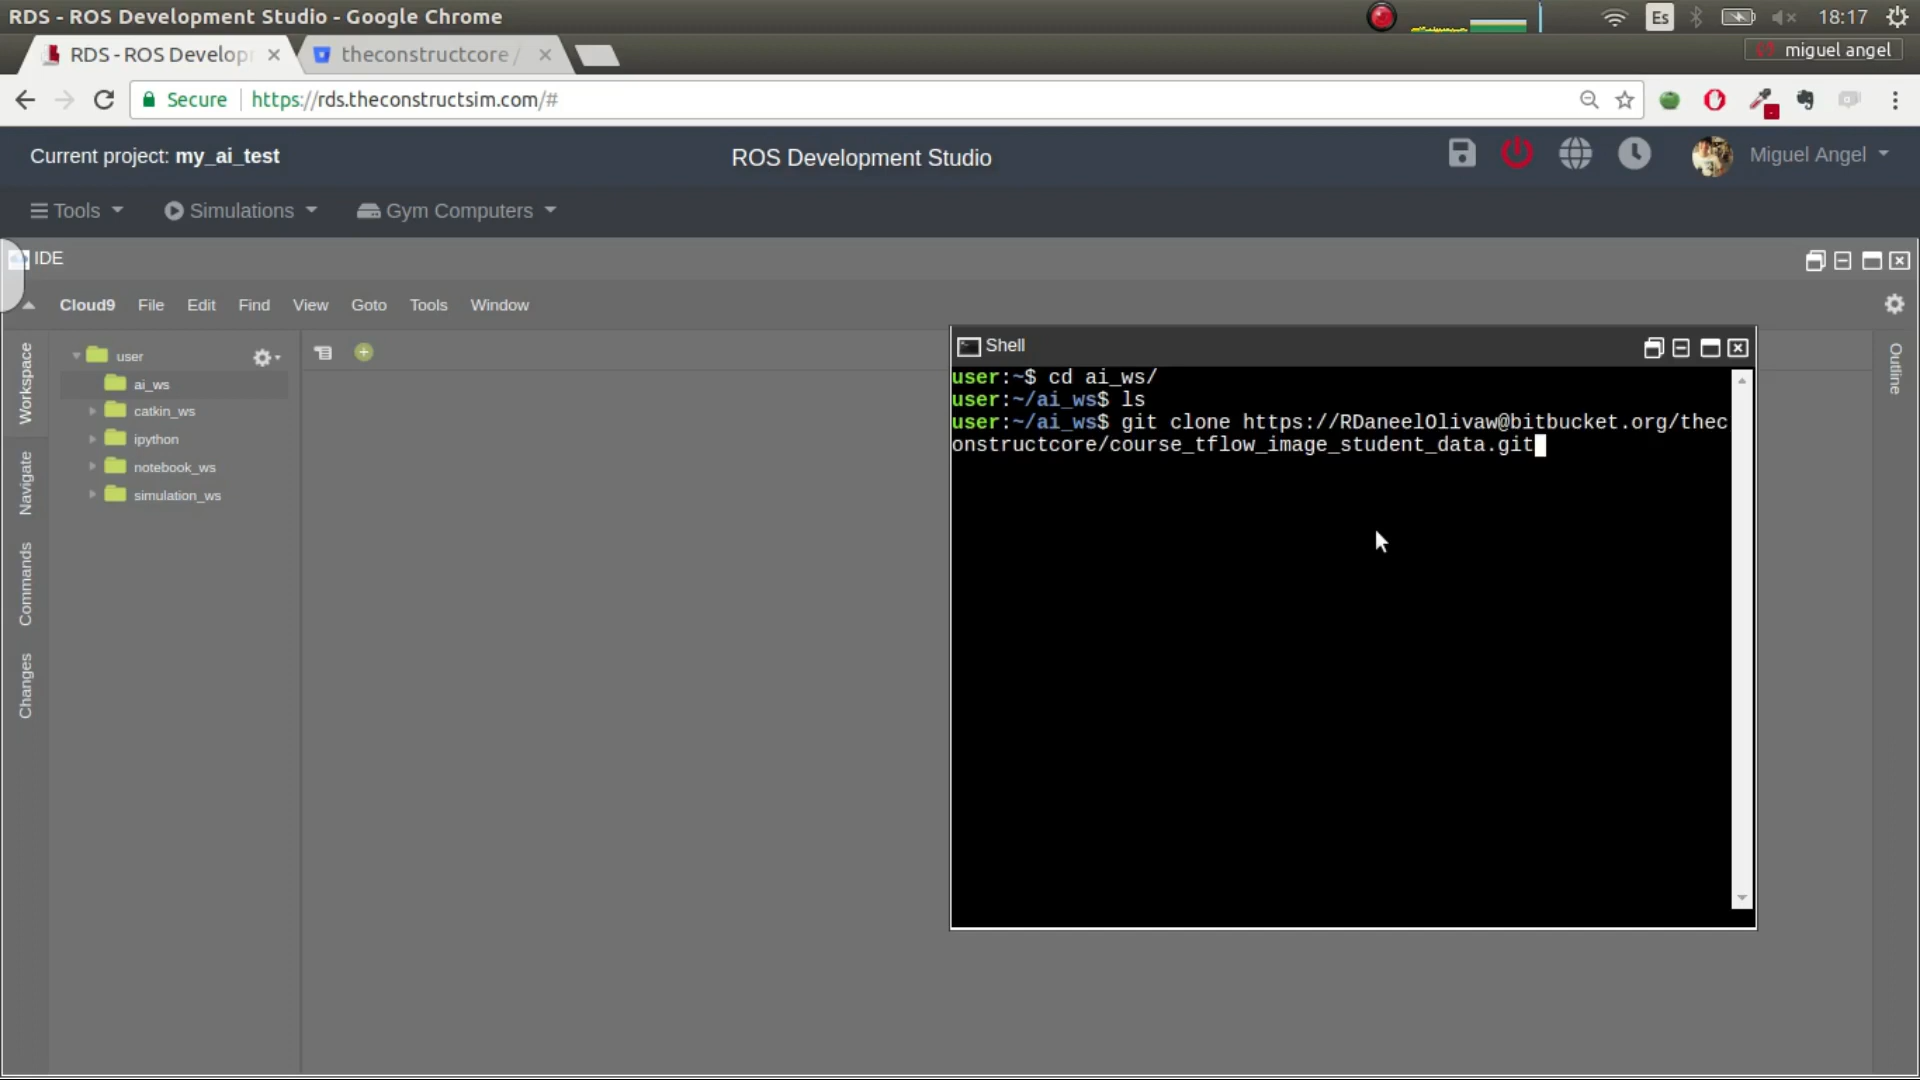 RDS - ROS Development Studio - Google Chrome
Es
18:17
RDS - ROS Develop
theconstructcore /
miguel angel
Secure
https://rds.theconstructsim.com/#
Current project: my_ai_test
ROS Development Studio
Miguel Angel
Tools
Simulations
Gym Computers
IDE
Cloud9 File Edit Find View Goto Tools Window
Workspace
Navigate
Commands
Changes
user
ai_ws
catkin_ws
ipython
notebook_ws
simulation_ws
Outline
Shell
user:~$ cd ai_ws/
user:~/ai_ws$ ls
user:~/ai_ws$ git clone https://RDaneelOlivaw@bitbucket.org/thec
onstructcore/course_tflow_image_student_data.git